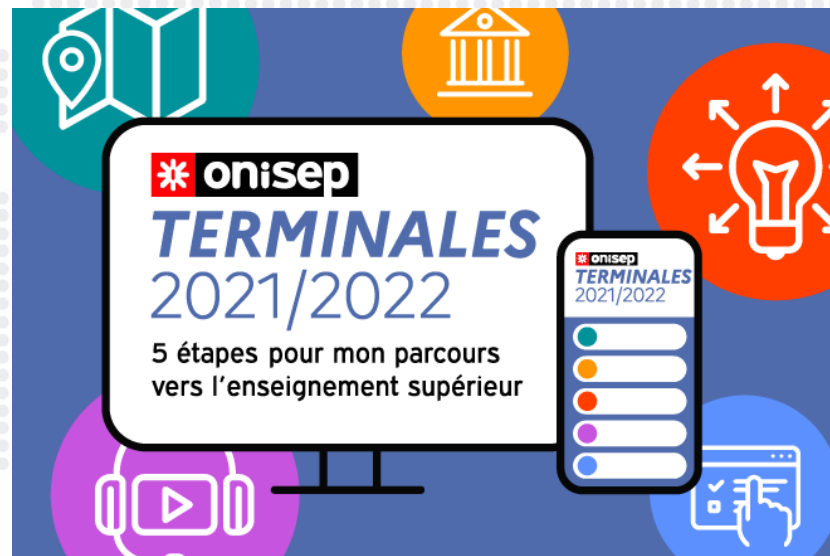 onisep
TERMINALES
2021/2022
5 étapes pour mon parcours
vers l'enseignement supérieur
onisep
TERMINALES
2021/2022